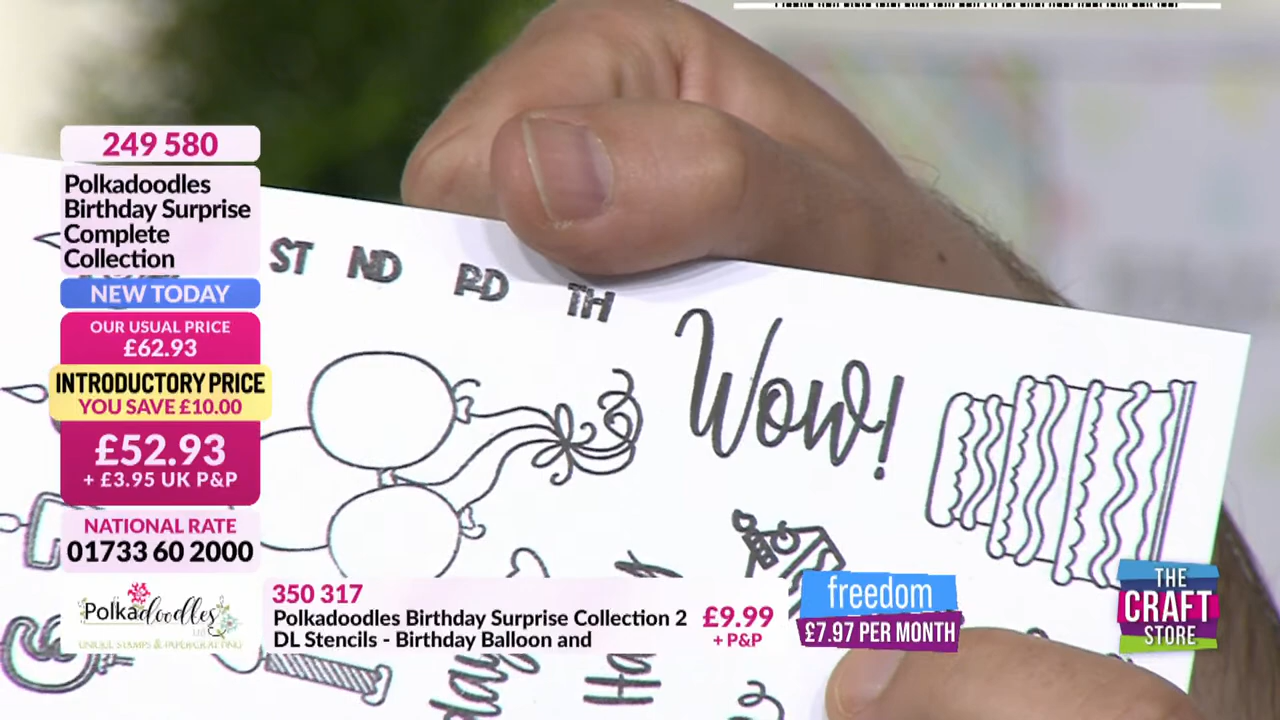 249 580
Polkadoodles
Birthday Surprise
Complete
Collection
NEW TODAY
OUR USUAL PRICE
£62.93
INTRODUCTORY PRICE
YOU SAVE £10.00
£52.93
+ £3.95 UK P&P
NATIONAL RATE
01733 60 2000
ST ND RD TH
Wow!
Polkadoodles
UNIQUE STAMPS & PAPERCRAFTING
350 317
Polkadoodles Birthday Surprise Collection 2
DL Stencils - Birthday Balloon and
£9.99
+ P&P
freedom
£7.97 PER MONTH
THE
CRAFT
STORE